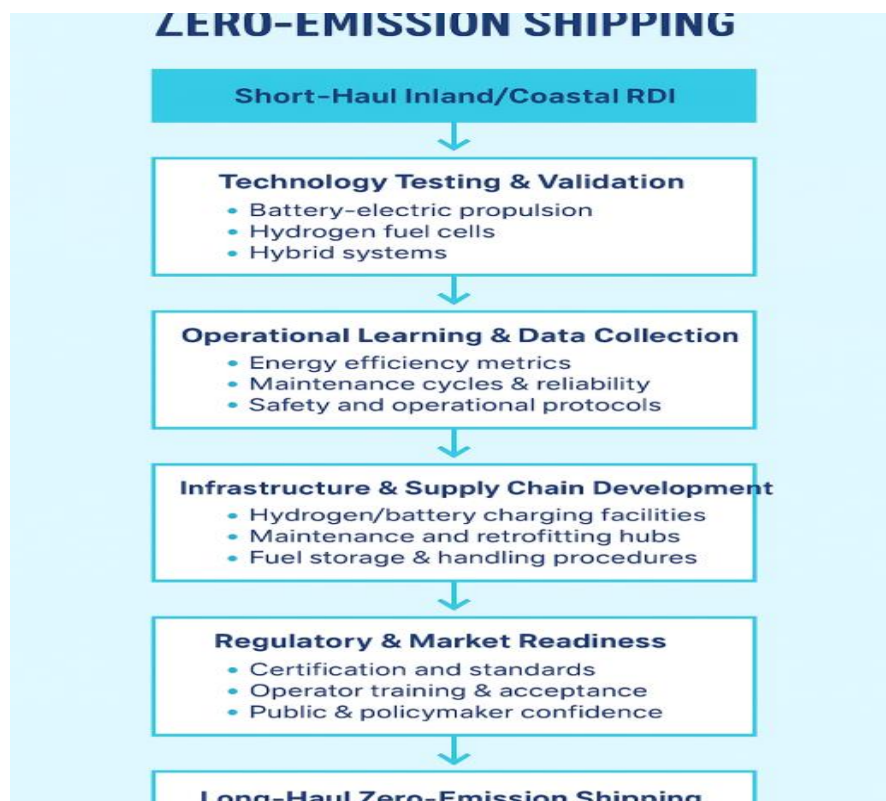 ZERO-EMISSION SHIPPING
Short-Haul Inland/Coastal RDI
Technology Testing & Validation
• Battery-electric propulsion
• Hydrogen fuel cells
• Hybrid systems
Operational Learning & Data Collection
• Energy efficiency metrics
• Maintenance cycles & reliability
• Safety and operational protocols
Infrastructure & Supply Chain Development
• Hydrogen/battery charging facilities
• Maintenance and retrofitting hubs
• Fuel storage & handling procedures
Regulatory & Market Readiness
• Certification and standards
• Operator training & acceptance
• Public & policymaker confidence
Long-Haul Zero-Emission Shipping